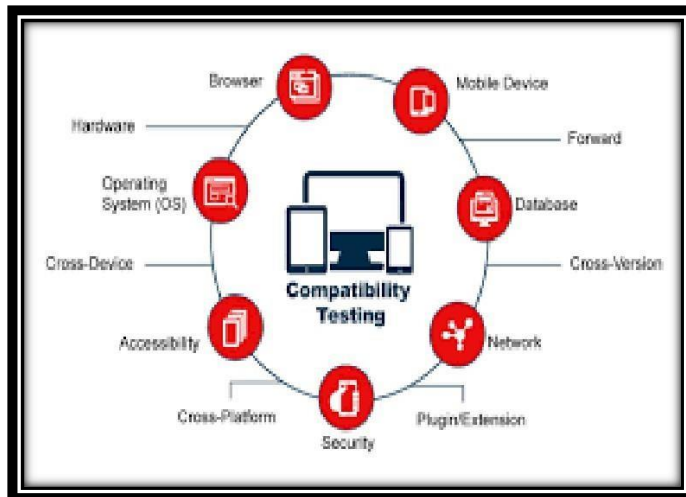 Browser
Mobile Device
Hardware
Forward
Operating
System (OS)
Database
Cross-Device
Cross-Version
Compatibility
Testing
Accessibility
Network
Cross-Platform
Plugin/Extension
Security